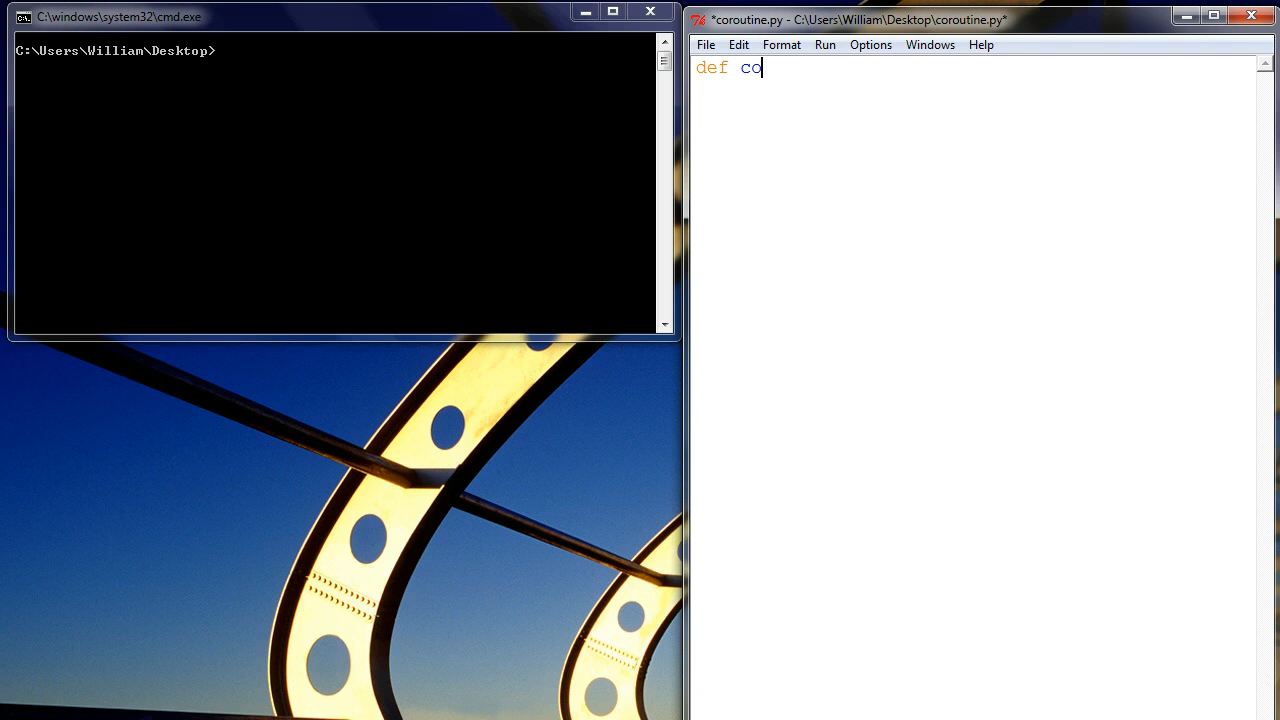 C:\windows\system32\cmd.exe
C:\Users\William\Desktop>
*coroutine.py - C:\Users\William\Desktop\coroutine.py*
File Edit Format Run Options Windows Help
def co